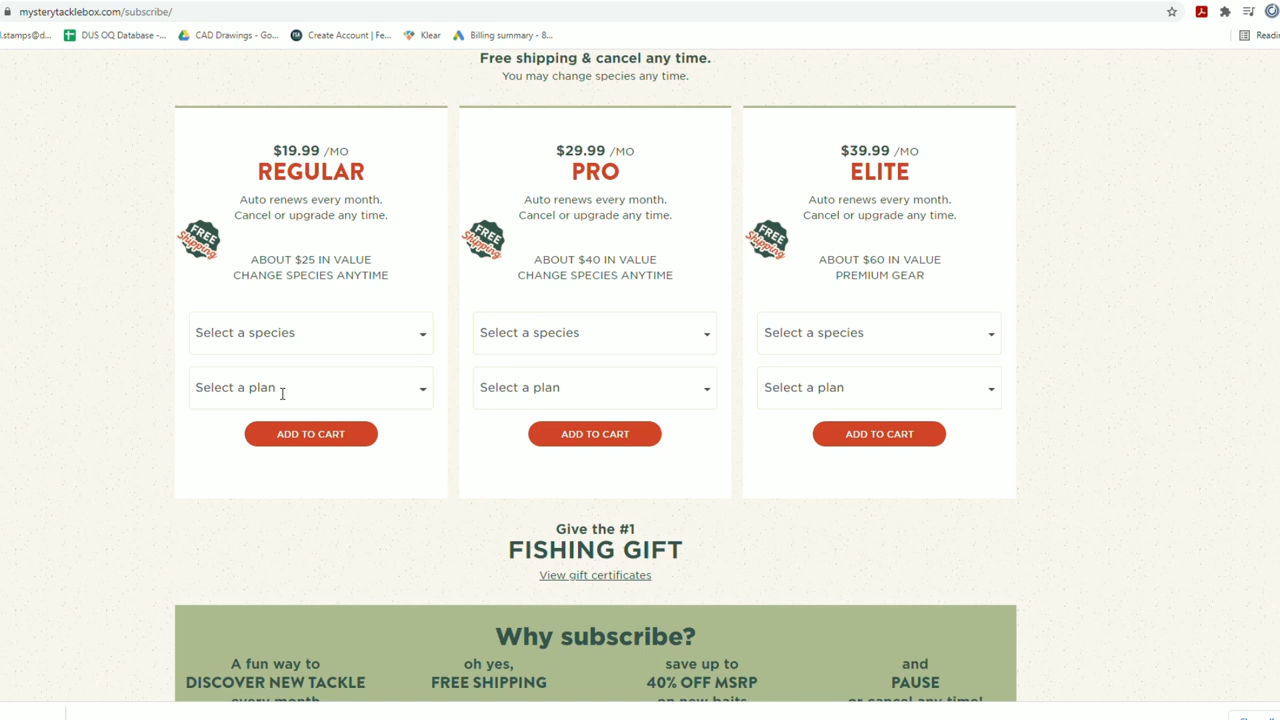 mysterytacklebox.com/subscribe/
l.stamps@d...
DUS OQ Database -...
CAD Drawings - Go...
Create Account | Fe...
Klear
Billing summary - 8...
Free shipping & cancel any time.
You may change species any time.
$19.99 /MO
REGULAR
Auto renews every month.
Cancel or upgrade any time.
FREE
Shipping
ABOUT $25 IN VALUE
CHANGE SPECIES ANYTIME
Select a species
Select a plan
ADD TO CART
$29.99 /MO
PRO
Auto renews every month.
Cancel or upgrade any time.
FREE
Shipping
ABOUT $40 IN VALUE
CHANGE SPECIES ANYTIME
Select a species
Select a plan
ADD TO CART
$39.99 /MO
ELITE
Auto renews every month.
Cancel or upgrade any time.
FREE
Shipping
ABOUT $60 IN VALUE
PREMIUM GEAR
Select a species
Select a plan
ADD TO CART
Give the #1
FISHING GIFT
View gift certificates
Why subscribe?
A fun way to
DISCOVER NEW TACKLE
every month
oh yes,
FREE SHIPPING
save up to
40% OFF MSRP
on new baits
and
PAUSE
or cancel any time!